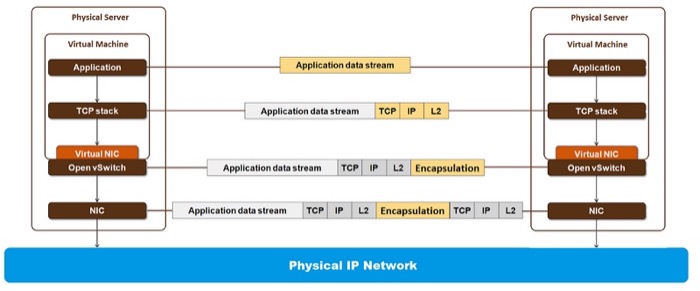 Physical Server
Physical Server
Virtual Machine
Virtual Machine
Application
Application data stream
Application
TCP stack
Application data stream TCP IP L2
TCP stack
Virtual NIC
Virtual NIC
Open vSwitch
Application data stream TCP IP L2 Encapsulation
Open vSwitch
NIC
Application data stream TCP IP L2 Encapsulation TCP IP L2
NIC
Physical IP Network